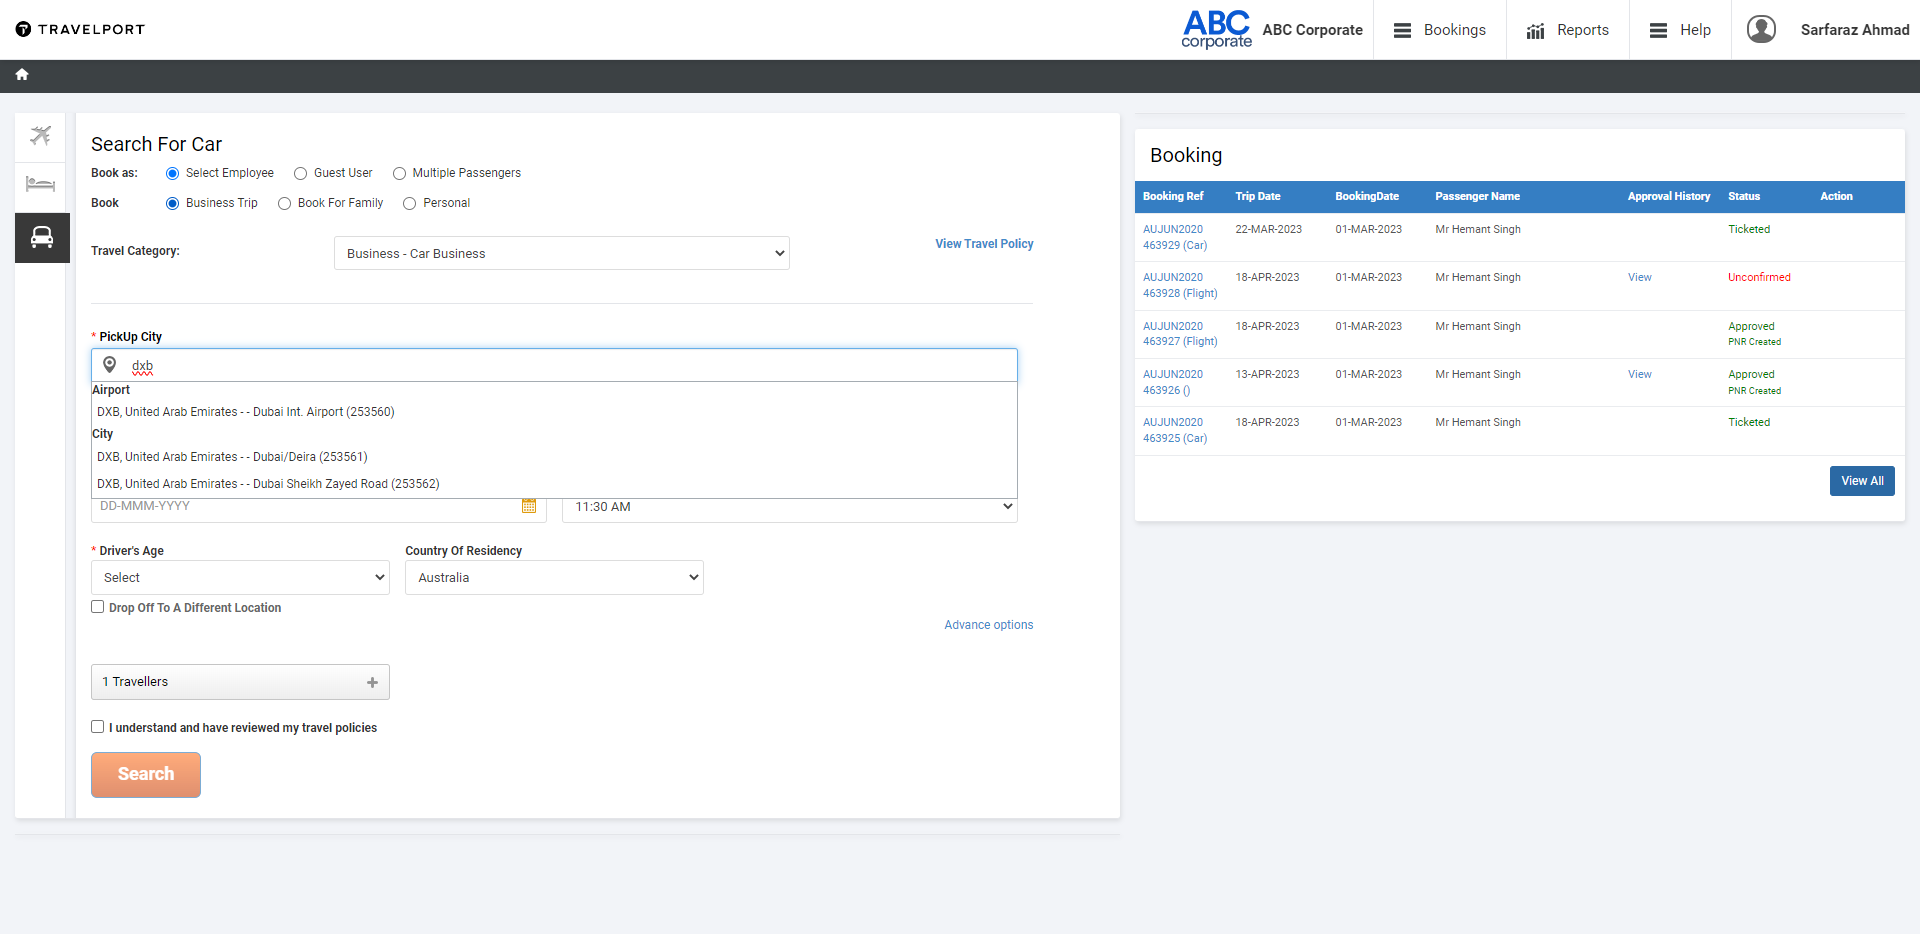 TRAVELPORT
ABC corporate
ABC Corporate
Bookings
Reports
Help
Sarfaraz Ahmad
Search For Car
Book as: Select Employee Guest User Multiple Passengers
Book Business Trip Book For Family Personal
Travel Category: Business - Car Business View Travel Policy
* PickUp City
dxb
Airport
DXB, United Arab Emirates - - Dubai Int. Airport (253560)
City
DXB, United Arab Emirates - - Dubai/Deira (253561)
DXB, United Arab Emirates - - Dubai Sheikh Zayed Road (253562)
DD-MMM-YYYY 11:30 AM
* Driver's Age Country Of Residency
Select Australia
Drop Off To A Different Location
Advance options
1 Travellers +
I understand and have reviewed my travel policies
Search
Booking
Booking Ref Trip Date BookingDate Passenger Name Approval History Status Action
AUJUN2020 22-MAR-2023 01-MAR-2023 Mr Hemant Singh Ticketed
463929 (Car)
AUJUN2020 18-APR-2023 01-MAR-2023 Mr Hemant Singh View Unconfirmed
463928 (Flight)
AUJUN2020 18-APR-2023 01-MAR-2023 Mr Hemant Singh Approved
463927 (Flight) PNR Created
AUJUN2020 13-APR-2023 01-MAR-2023 Mr Hemant Singh View Approved
463926 () PNR Created
AUJUN2020 18-APR-2023 01-MAR-2023 Mr Hemant Singh Ticketed
463925 (Car)
View All